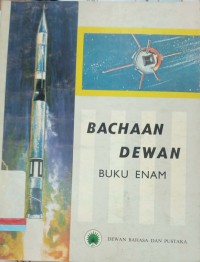 BACHAAN
DEWAN
BUKU ENAM
DEWAN BAHASA DAN PUSTAKA